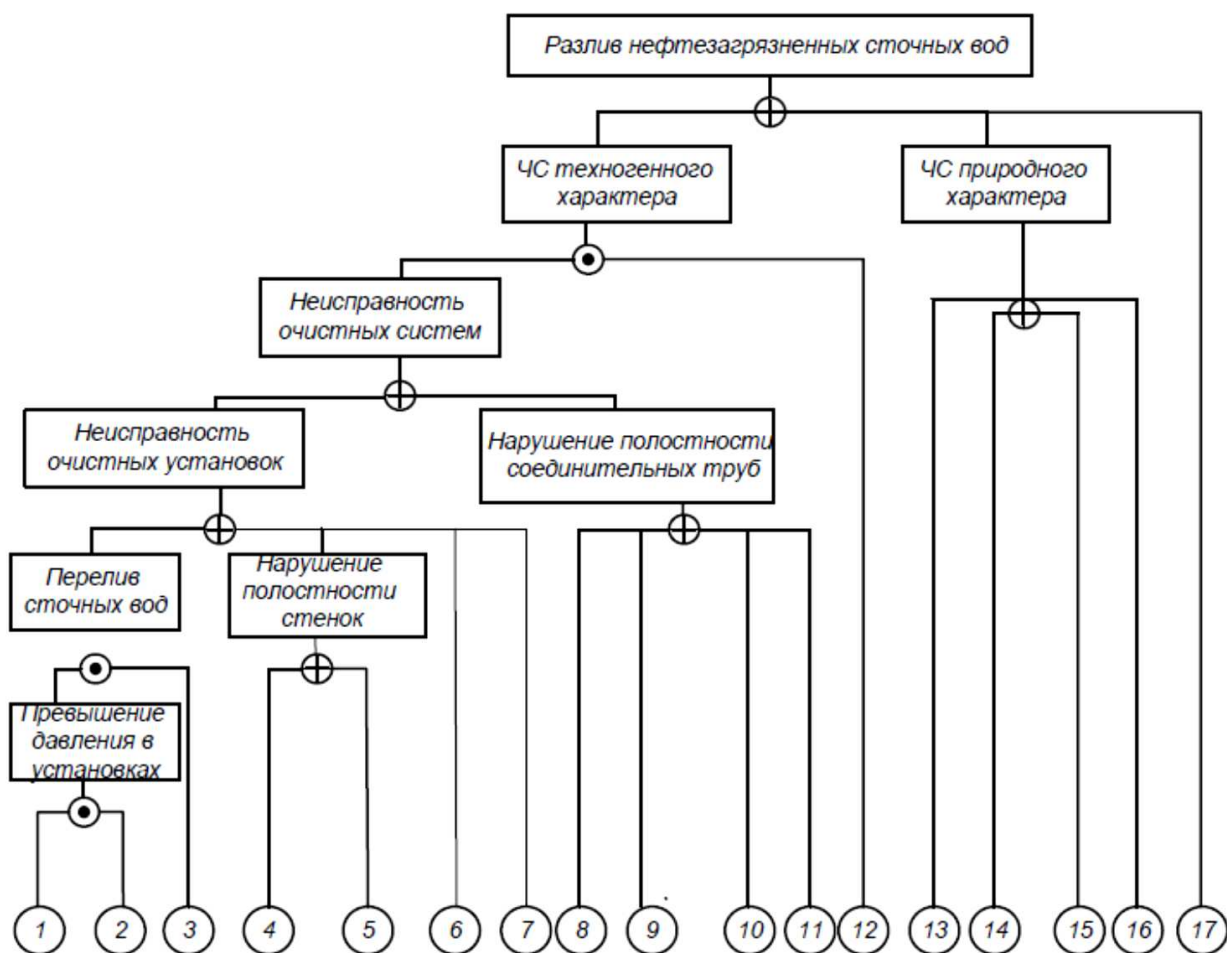 Разлив нефтезагрязненных сточных вод
ЧС техногенного
характера
ЧС природного
характера
Неисправность
очистных систем
Неисправность
очистных установок
Нарушение полостности
соединительных труб
Перелив
сточных вод
Нарушение
полостности
стенок
Превышение
давления в
установках
1 2 3 4 5 6 7 8 9 10 11 12 13 14 15 16 17